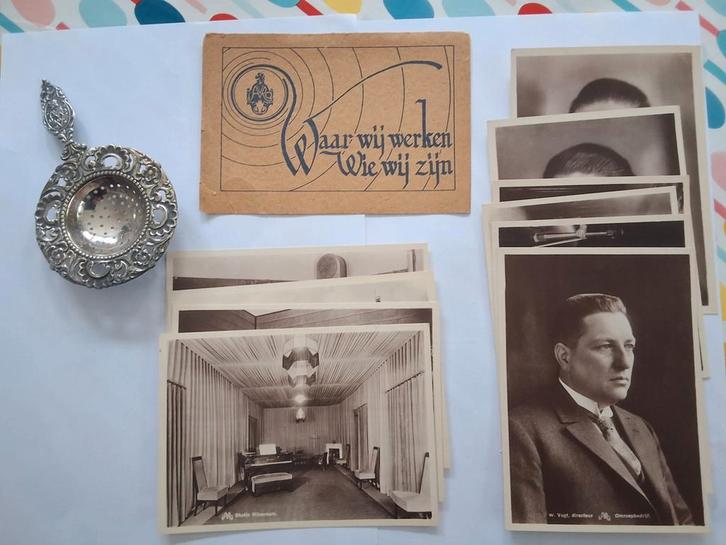 Waar wij werken
Wie wij zijn
Studio Hilversum.
W. Vogt, directeur Omroepbedrijf.